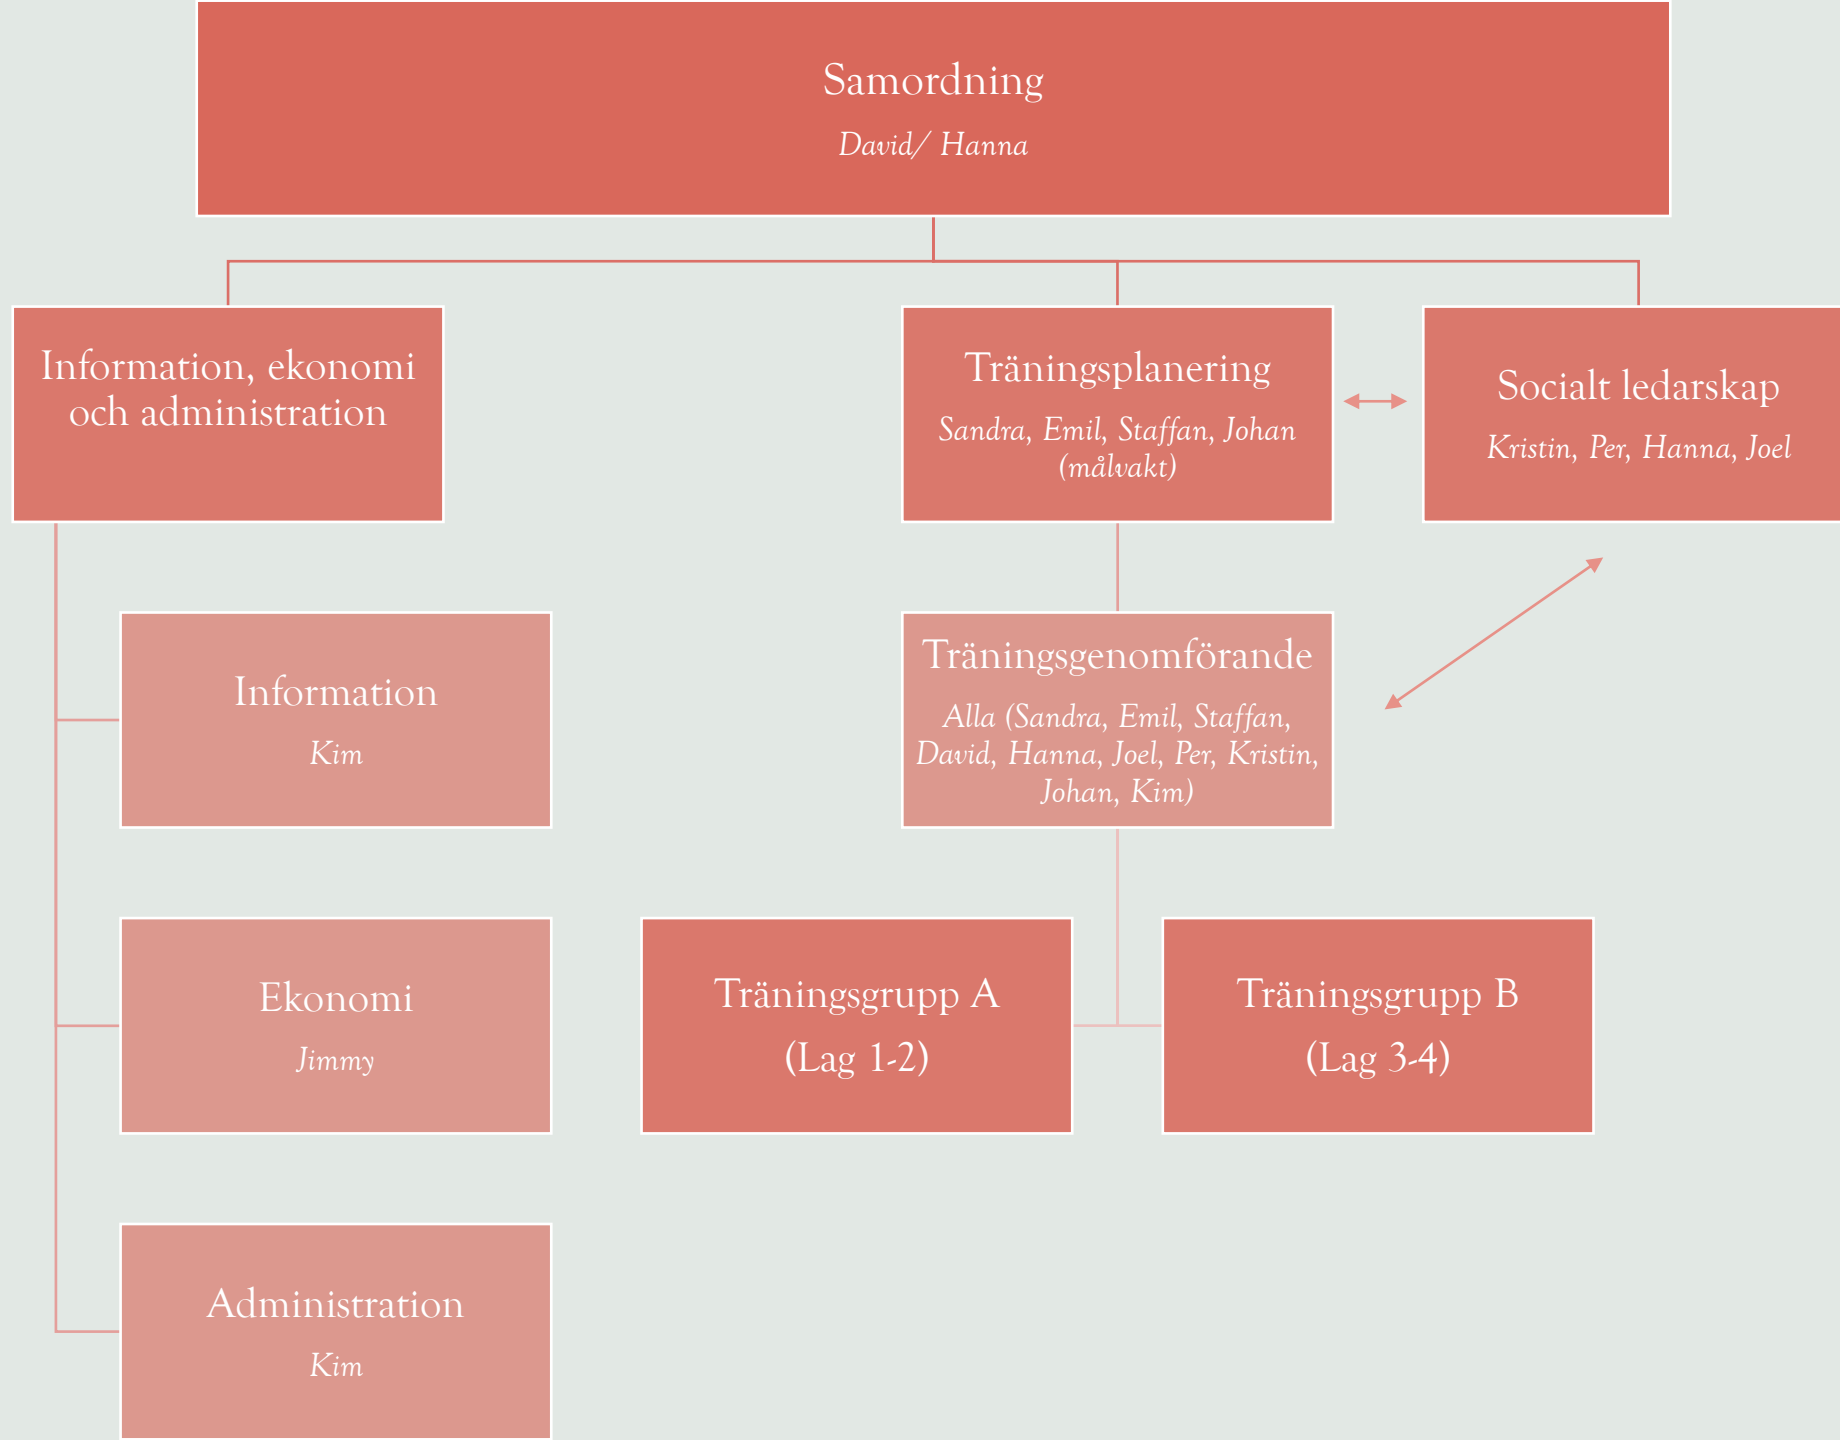 Samordning
David/ Hanna
Information, ekonomi
och administration
Träningsplanering
Sandra, Emil, Staffan, Johan
(målvakt)
Socialt ledarskap
Kristin, Per, Hanna, Joel
Information
Kim
Träningsgenomförande
Alla (Sandra, Emil, Staffan,
David, Hanna, Joel, Per, Kristin,
Johan, Kim)
Ekonomi
Jimmy
Träningsgrupp A
(Lag 1-2)
Träningsgrupp B
(Lag 3-4)
Administration
Kim